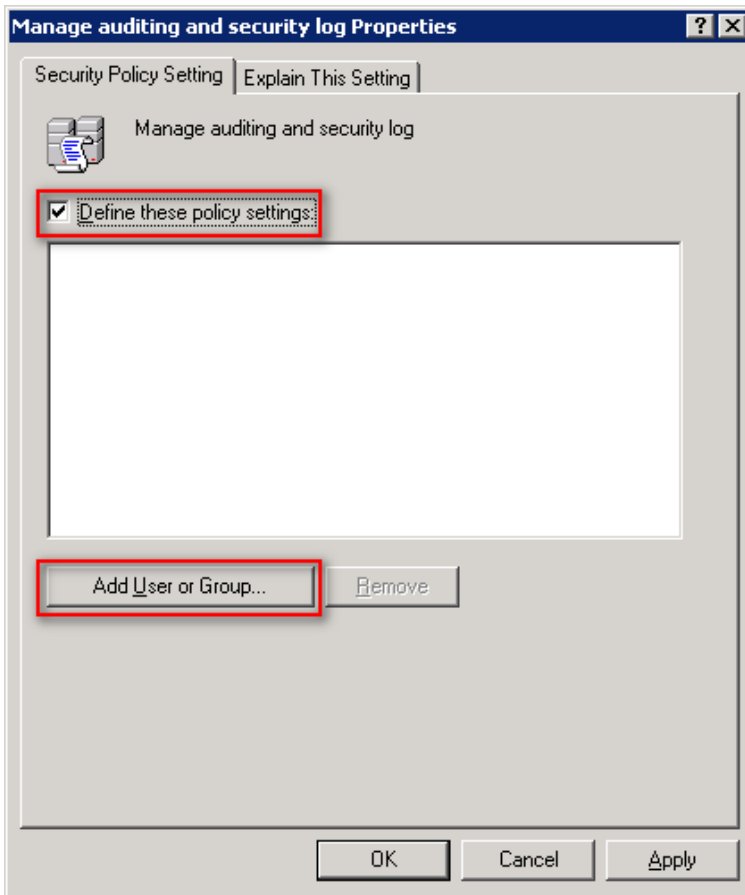 Manage auditing and security log Properties
Security Policy Setting
Explain This Setting
Manage auditing and security log
Define these policy settings:
Add User or Group...
Remove
OK
Cancel
Apply